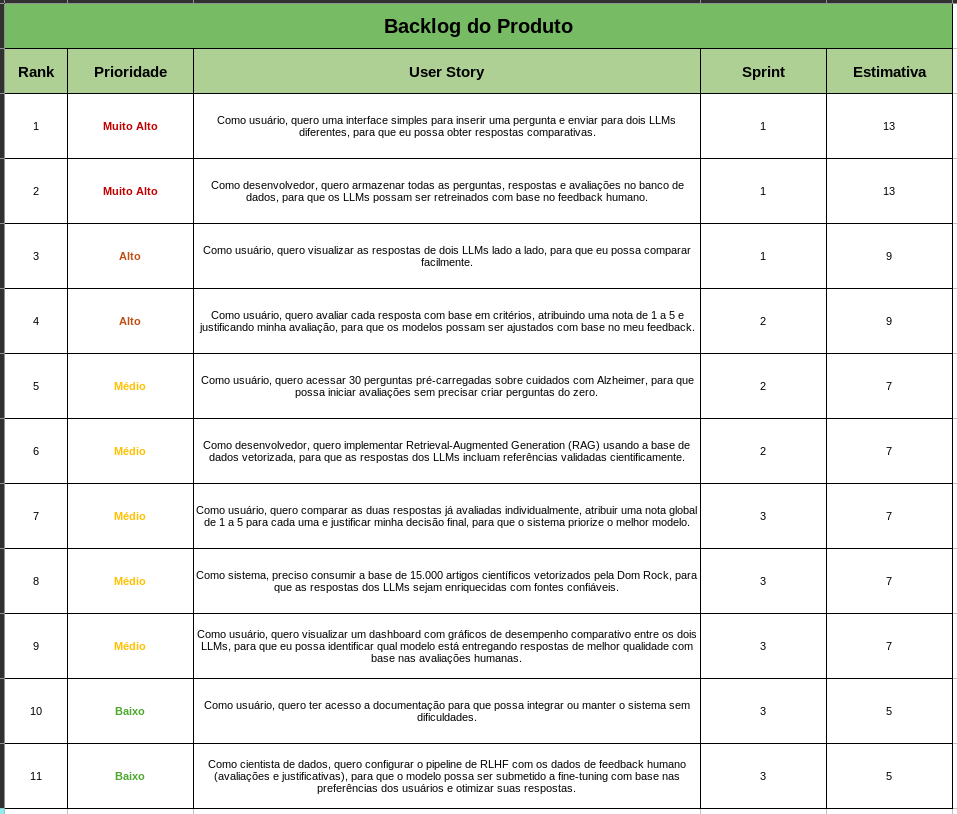 Backlog do Produto
Rank Prioridade User Story Sprint Estimativa
1 Muito Alto Como usuário, quero uma interface simples para inserir uma pergunta e enviar para dois LLMs
diferentes, para que eu possa obter respostas comparativas. 1 13
2 Muito Alto Como desenvolvedor, quero armazenar todas as perguntas, respostas e avaliações no banco de
dados, para que os LLMs possam ser retreinados com base no feedback humano. 1 13
3 Alto Como usuário, quero visualizar as respostas de dois LLMs lado a lado, para que eu possa comparar
facilmente. 1 9
4 Alto Como usuário, quero avaliar cada resposta com base em critérios, atribuindo uma nota de 1 a 5 e
justificando minha avaliação, para que os modelos possam ser ajustados com base no meu feedback. 2 9
5 Médio Como usuário, quero acessar 30 perguntas pré-carregadas sobre cuidados com Alzheimer, para que
possa iniciar avaliações sem precisar criar perguntas do zero. 2 7
6 Médio Como desenvolvedor, quero implementar Retrieval-Augmented Generation (RAG) usando a base de
dados vetorizada, para que as respostas dos LLMs incluam referências validadas cientificamente. 2 7
7 Médio Como usuário, quero comparar as duas respostas já avaliadas individualmente, atribuir uma nota global
de 1 a 5 para cada uma e justificar minha decisão final, para que o sistema priorize o melhor modelo. 3 7
8 Médio Como sistema, preciso consumir a base de 15.000 artigos científicos vetorizados pela Dom Rock, para
que as respostas dos LLMs sejam enriquecidas com fontes confiáveis. 3 7
9 Médio Como usuário, quero visualizar um dashboard com gráficos de desempenho comparativo entre os dois
LLMs, para que eu possa identificar qual modelo está entregando respostas de melhor qualidade com
base nas avaliações humanas. 3 7
10 Baixo Como usuário, quero ter acesso a documentação para que possa integrar ou manter o sistema sem
dificuldades. 3 5
11 Baixo Como cientista de dados, quero configurar o pipeline de RLHF com os dados de feedback humano
(avaliações e justificativas), para que o modelo possa ser submetido a fine-tuning com base nas
preferências dos usuários e otimizar suas respostas. 3 5